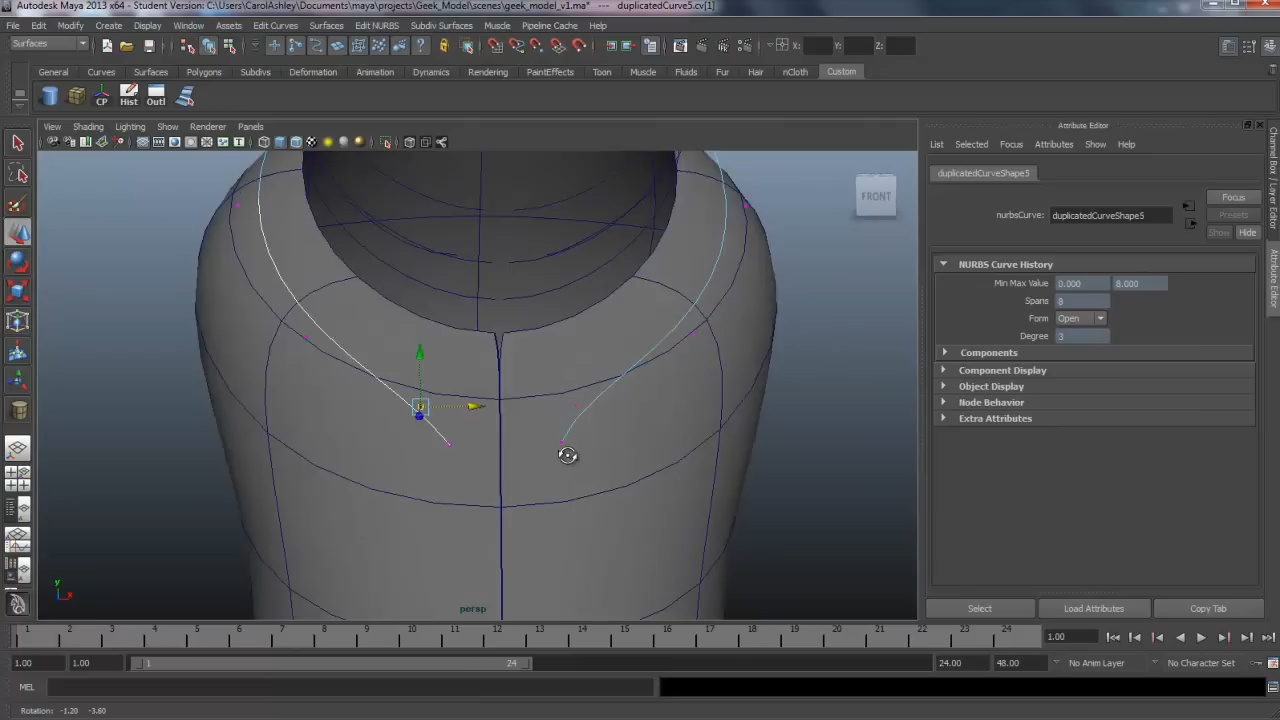 Autodesk Maya 2013 x64 - Student Version: C:\Users\CarolAshley\Documents\maya\projects\Geek_Model\scenes\geek_model_v1.ma* --- duplicatedCurve5.cv[1]
File Edit Modify Create Display Window Assets Edit Curves Surfaces Edit NURBS Subdiv Surfaces Muscle Pipeline Cache Help
Surfaces X: Y: Z:
General Curves Surfaces Polygons Subdivs Deformation Animation Dynamics Rendering PaintEffects Toon Muscle Fluids Fur Hair nCloth Custom
CP Hist Outl
View Shading Lighting Show Renderer Panels
Attribute Editor
List Selected Focus Attributes Show Help
duplicatedCurveShape5
Focus
nurbsCurve: duplicatedCurveShape5
Presets
Show Hide
NURBS Curve History
Min Max Value 0.000 8.000
Spans 8
Form Open
Degree 3
Components
Component Display
Object Display
Node Behavior
Extra Attributes
Select Load Attributes Copy Tab
Channel Box / Layer Editor
Attribute Editor
FRONT
y
x
persp
1 2 3 4 5 6 7 8 9 10 11 12 13 14 15 16 17 18 19 20 21 22 23 24 1.00
1.00 1.00 1 24 24.00 48.00 No Anim Layer No Character Set
MEL
Rotation: -1.20 -3.60